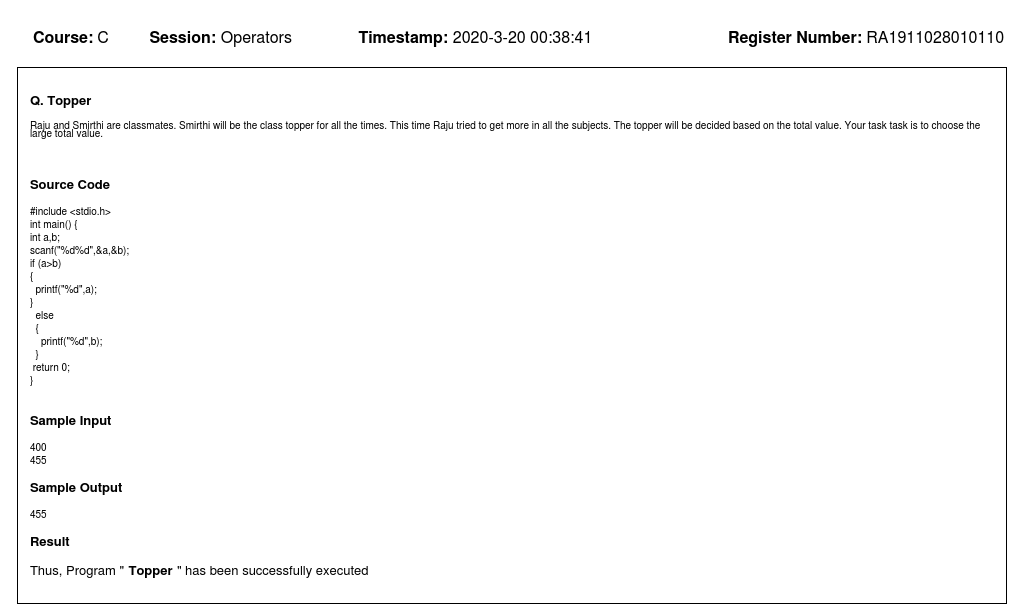 Course: C Session: Operators Timestamp: 2020-3-20 00:38:41 Register Number: RA1911028010110
Q. Topper
Raju and Smirthi are classmates. Smirthi will be the class topper for all the times. This time Raju tried to get more in all the subjects. The topper will be decided based on the total value. Your task task is to choose the
large total value.
Source Code
#include <stdio.h>
int main() {
int a,b;
scanf("%d%d",&a,&b);
if (a>b)
{
  printf("%d",a);
}
  else
  {
    printf("%d",b);
  }
 return 0;
}
Sample Input
400
455
Sample Output
455
Result
Thus, Program " Topper " has been successfully executed